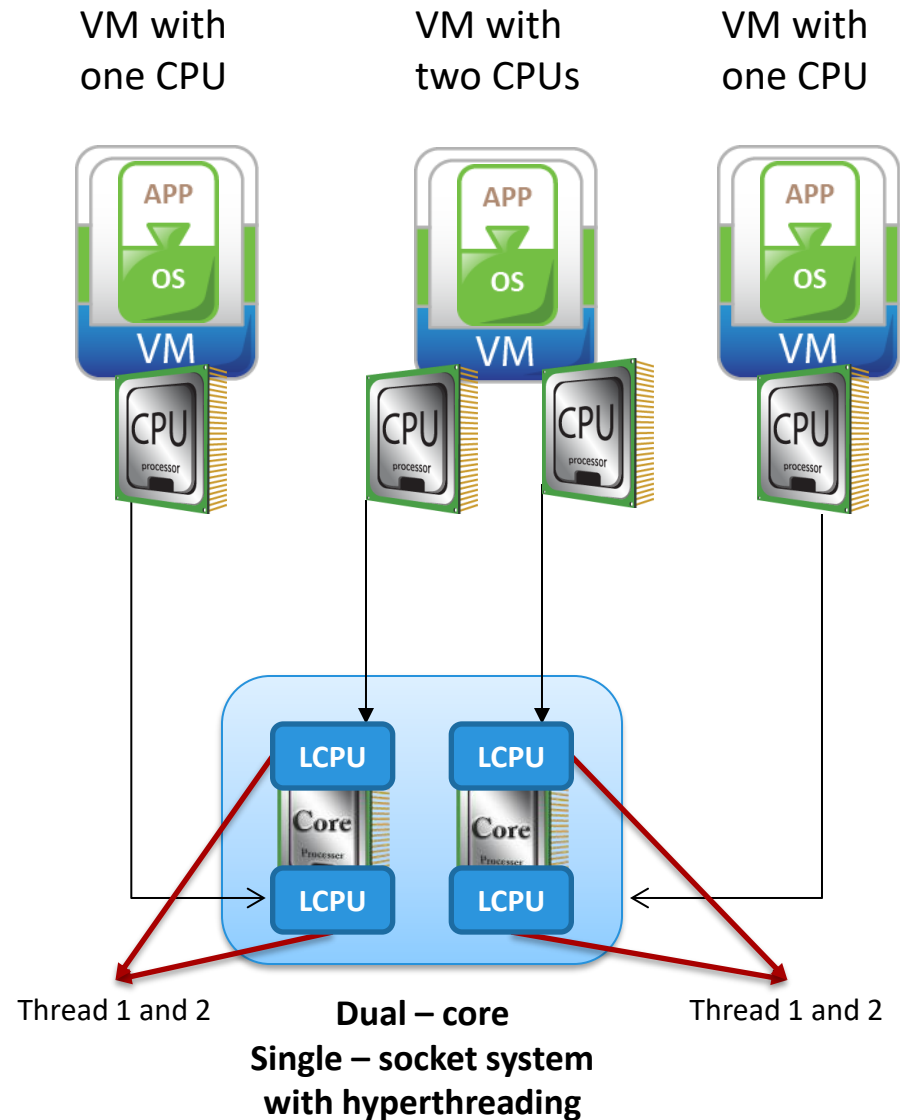 VM with
one CPU
VM with
two CPUs
VM with
one CPU
APP
OS
VM
APP
OS
VM
APP
OS
VM
CPU
processor
CPU
processor
CPU
processor
CPU
processor
LCPU
LCPU
Core
Processer
Core
Processer
LCPU
LCPU
Thread 1 and 2
Thread 1 and 2
Dual – core
Single – socket system
with hyperthreading